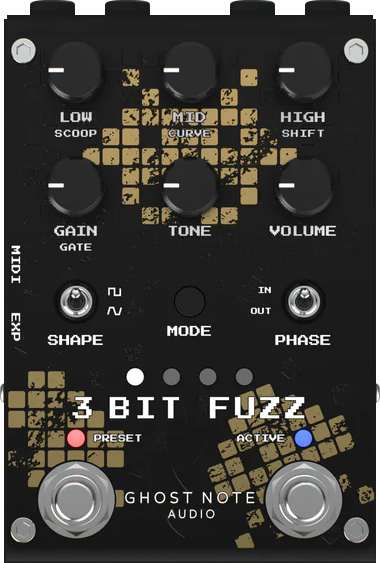 LOW MID HIGH
SCOOP CURVE SHIFT
GAIN TONE VOLUME
GATE
MIDI
EXP
IN
OUT
SHAPE MODE PHASE
3 BIT FUZZ
PRESET ACTIVE
GHOST NOTE
AUDIO